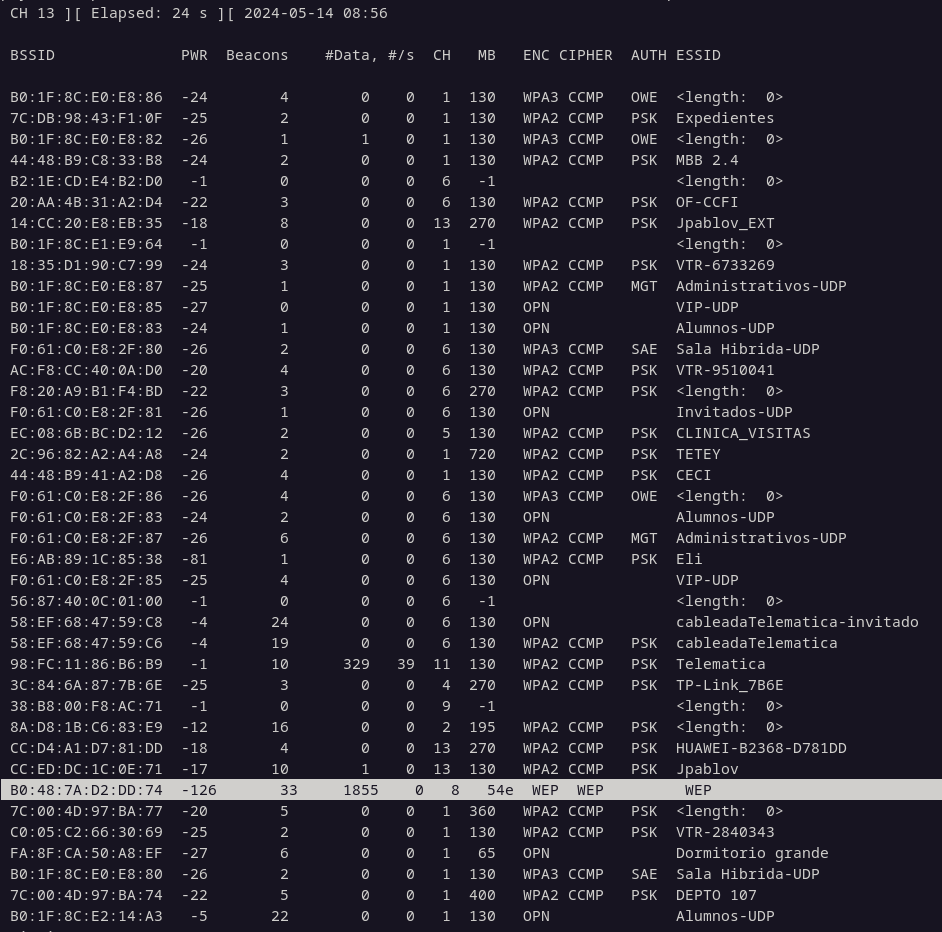 CH 13 ][ Elapsed: 24 s ][ 2024-05-14 08:56
BSSID PWR Beacons #Data, #/s CH MB ENC CIPHER AUTH ESSID
B0:1F:8C:E0:E8:86 -24 4 0 0 1 130 WPA3 CCMP OWE <length: 0>
7C:DB:98:43:F1:0F -25 2 0 0 1 130 WPA2 CCMP PSK Expedientes
B0:1F:8C:E0:E8:82 -26 1 1 0 1 130 WPA3 CCMP OWE <length: 0>
44:48:B9:C8:33:B8 -24 2 0 0 1 130 WPA2 CCMP PSK MBB 2.4
B2:1E:CD:E4:B2:D0 -1 0 0 0 6 -1 <length: 0>
20:AA:4B:31:A2:D4 -22 3 0 0 6 130 WPA2 CCMP PSK OF-CCFI
14:CC:20:E8:EB:35 -18 8 0 0 13 270 WPA2 CCMP PSK Jpablov_EXT
B0:1F:8C:E1:E9:64 -1 0 0 0 1 -1 <length: 0>
18:35:D1:90:C7:99 -24 3 0 0 1 130 WPA2 CCMP PSK VTR-6733269
B0:1F:8C:E0:E8:87 -25 1 0 0 1 130 WPA2 CCMP MGT Administrativos-UDP
B0:1F:8C:E0:E8:85 -27 0 0 0 1 130 OPN VIP-UDP
B0:1F:8C:E0:E8:83 -24 1 0 0 1 130 OPN Alumnos-UDP
F0:61:C0:E8:2F:80 -26 2 0 0 6 130 WPA3 CCMP SAE Sala Hibrida-UDP
AC:F8:CC:40:0A:D0 -20 4 0 0 6 130 WPA2 CCMP PSK VTR-9510041
F8:20:A9:B1:F4:BD -22 3 0 0 6 270 WPA2 CCMP PSK <length: 0>
F0:61:C0:E8:2F:81 -26 1 0 0 6 130 OPN Invitados-UDP
EC:08:6B:BC:D2:12 -26 2 0 0 5 130 WPA2 CCMP PSK CLINICA_VISITAS
2C:96:82:A2:A4:A8 -24 2 0 0 1 720 WPA2 CCMP PSK TETEY
44:48:B9:41:A2:D8 -26 4 0 0 1 130 WPA2 CCMP PSK CECI
F0:61:C0:E8:2F:86 -26 4 0 0 6 130 WPA3 CCMP OWE <length: 0>
F0:61:C0:E8:2F:83 -24 2 0 0 6 130 OPN Alumnos-UDP
F0:61:C0:E8:2F:87 -26 6 0 0 6 130 WPA2 CCMP MGT Administrativos-UDP
E6:AB:89:1C:85:38 -81 1 0 0 6 130 WPA2 CCMP PSK Eli
F0:61:C0:E8:2F:85 -25 4 0 0 6 130 OPN VIP-UDP
56:87:40:0C:01:00 -1 0 0 0 6 -1 <length: 0>
58:EF:68:47:59:C8 -4 24 0 0 6 130 OPN cableadaTelematica-invitado
58:EF:68:47:59:C6 -4 19 0 0 6 130 WPA2 CCMP PSK cableadaTelematica
98:FC:11:86:B6:B9 -1 10 329 39 11 130 WPA2 CCMP PSK Telematica
3C:84:6A:87:7B:6E -25 3 0 0 4 270 WPA2 CCMP PSK TP-Link_7B6E
38:B8:00:F8:AC:71 -1 0 0 0 9 -1 <length: 0>
8A:D8:1B:C6:83:E9 -12 16 0 0 2 195 WPA2 CCMP PSK <length: 0>
CC:D4:A1:D7:81:DD -18 4 0 0 13 270 WPA2 CCMP PSK HUAWEI-B2368-D781DD
CC:ED:DC:1C:0E:71 -17 10 1 0 13 130 WPA2 CCMP PSK Jpablov
B0:48:7A:D2:DD:74 -126 33 1855 0 8 54e WEP WEP WEP
7C:00:4D:97:BA:77 -20 5 0 0 1 360 WPA2 CCMP PSK <length: 0>
C0:05:C2:66:30:69 -25 2 0 0 1 130 WPA2 CCMP PSK VTR-2840343
FA:8F:CA:50:A8:EF -27 6 0 0 1 65 OPN Dormitorio grande
B0:1F:8C:E0:E8:80 -26 2 0 0 1 130 WPA3 CCMP SAE Sala Hibrida-UDP
7C:00:4D:97:BA:74 -22 5 0 0 1 400 WPA2 CCMP PSK DEPTO 107
B0:1F:8C:E2:14:A3 -5 22 0 0 1 130 OPN Alumnos-UDP